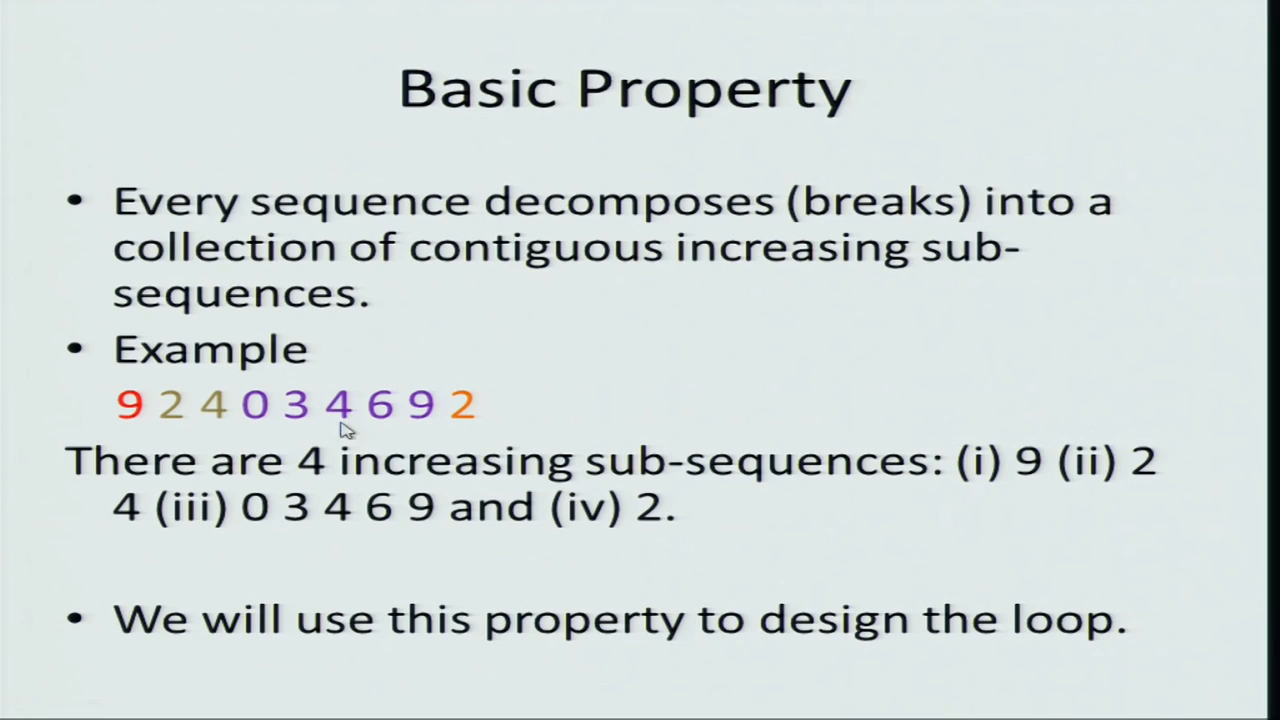 Basic Property
• Every sequence decomposes (breaks) into a
collection of contiguous increasing sub-
sequences.
• Example
9 2 4 0 3 4 6 9 2
There are 4 increasing sub-sequences: (i) 9 (ii) 2
4 (iii) 0 3 4 6 9 and (iv) 2.
• We will use this property to design the loop.